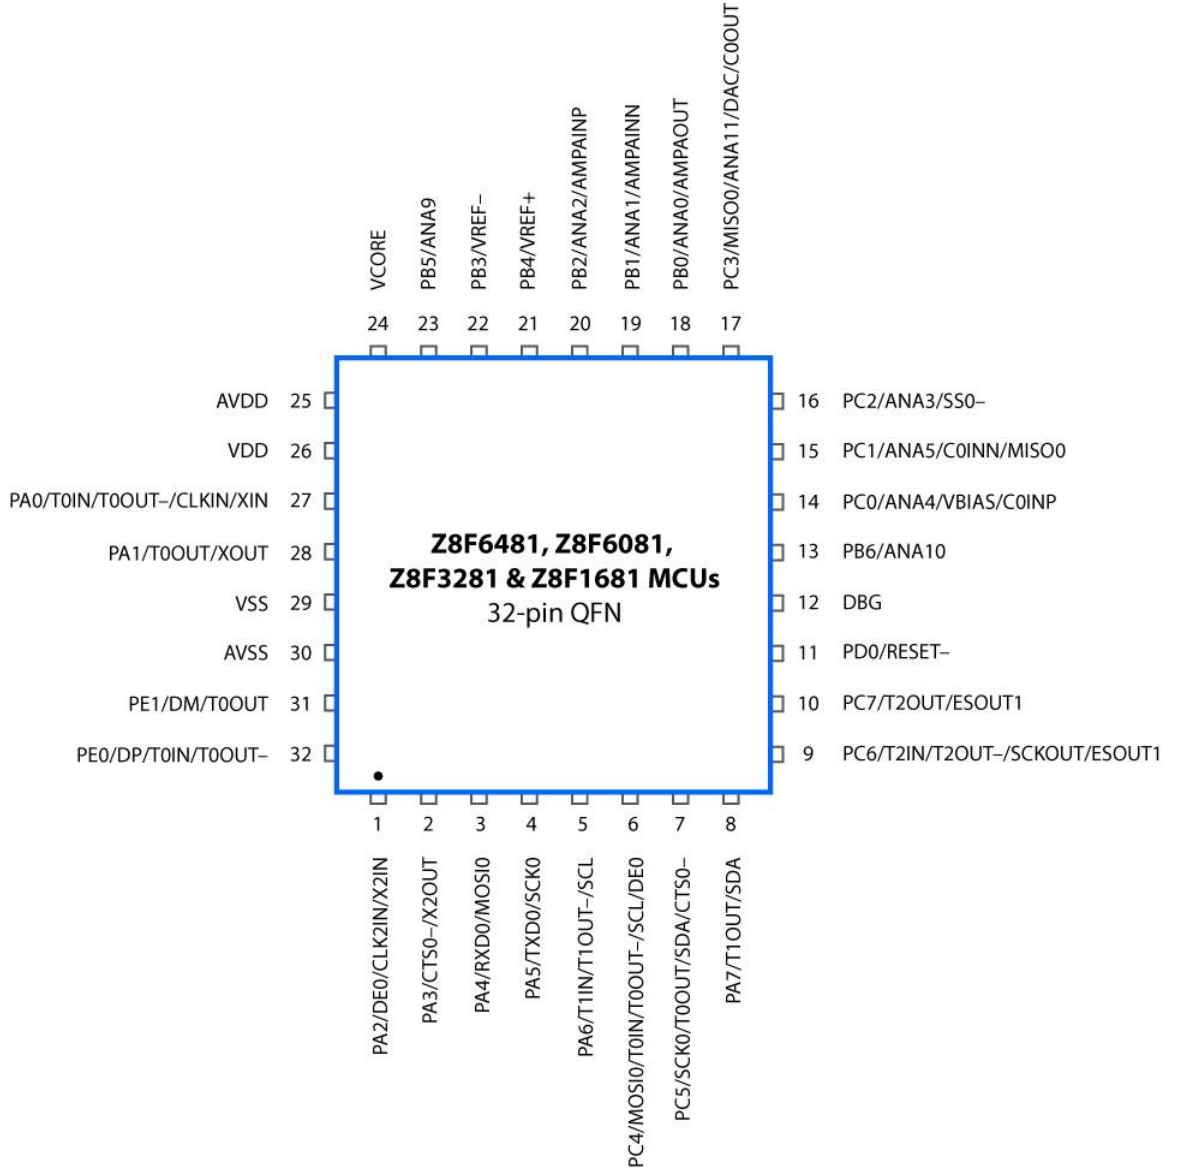 VCORE
PB5/ANA9
PB3/VREF–
PB4/VREF+
PB2/ANA2/AMPAINP
PB1/ANA1/AMPAINN
PB0/ANA0/AMPAOUT
PC3/MISO0/ANA11/DAC/C0OUT
24 23 22 21 20 19 18 17
AVDD 25
VDD 26
PA0/T0IN/T0OUT–/CLKIN/XIN 27
PA1/T0OUT/XOUT 28
VSS 29
AVSS 30
PE1/DM/T0OUT 31
PE0/DP/T0IN/T0OUT– 32
Z8F6481, Z8F6081,
Z8F3281 & Z8F1681 MCUs
32-pin QFN
16 PC2/ANA3/SS0–
15 PC1/ANA5/C0INN/MISO0
14 PC0/ANA4/VBIAS/C0INP
13 PB6/ANA10
12 DBG
11 PD0/RESET–
10 PC7/T2OUT/ESOUT1
9 PC6/T2IN/T2OUT–/SCKOUT/ESOUT1
1 2 3 4 5 6 7 8
PA2/DE0/CLK2IN/X2IN
PA3/CTS0–/X2OUT
PA4/RXD0/MOSI0
PA5/TXD0/SCK0
PA6/T1IN/T1OUT–/SCL
PC4/MOSI0/T0IN/T0OUT–/SCL/DE0
PC5/SCK0/T0OUT/SDA/CTS0–
PA7/T1OUT/SDA